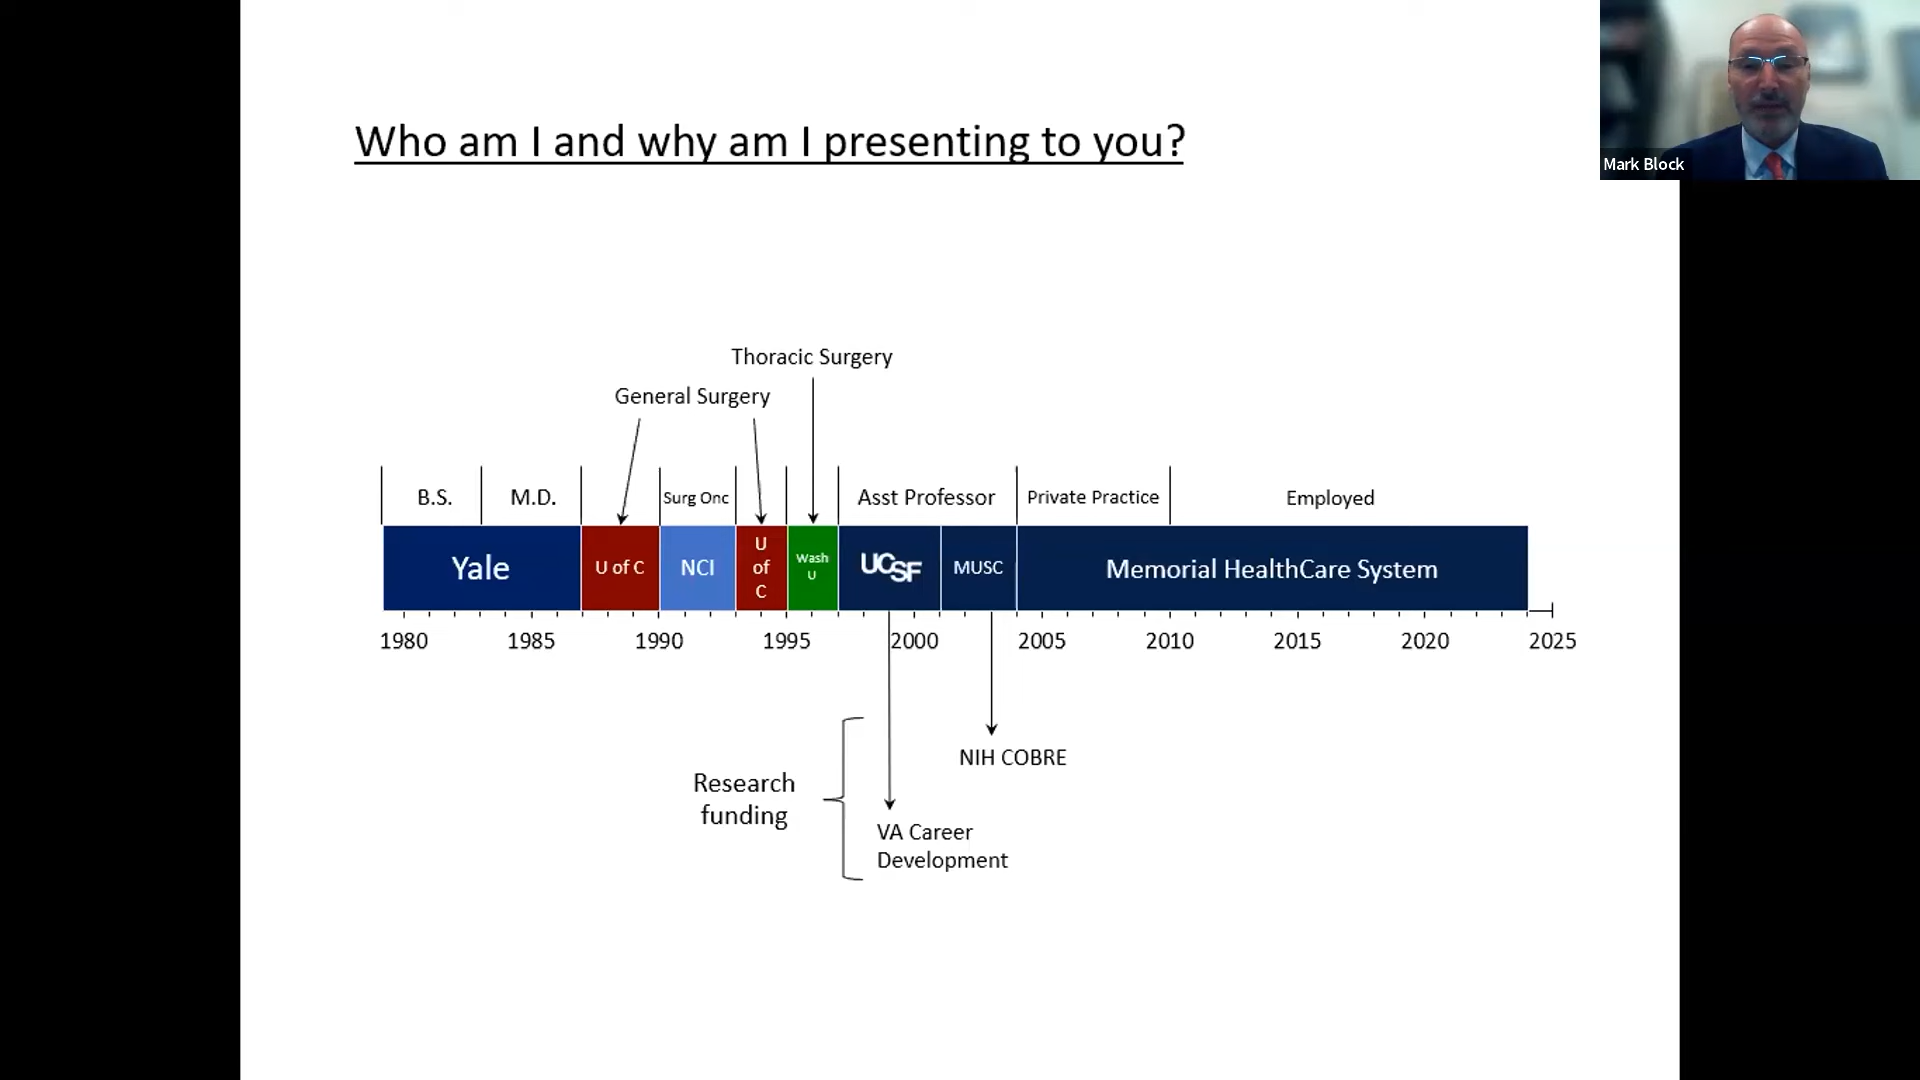 Who am I and why am I presenting to you?
Mark Block
Thoracic Surgery
General Surgery
B.S.
M.D.
Surg Onc
Asst Professor
Private Practice
Employed
Yale
U of C
NCI
U
of
C
Wash
U
UCSF
MUSC
Memorial HealthCare System
1980
1985
1990
1995
2000
2005
2010
2015
2020
2025
NIH COBRE
Research
funding
VA Career
Development